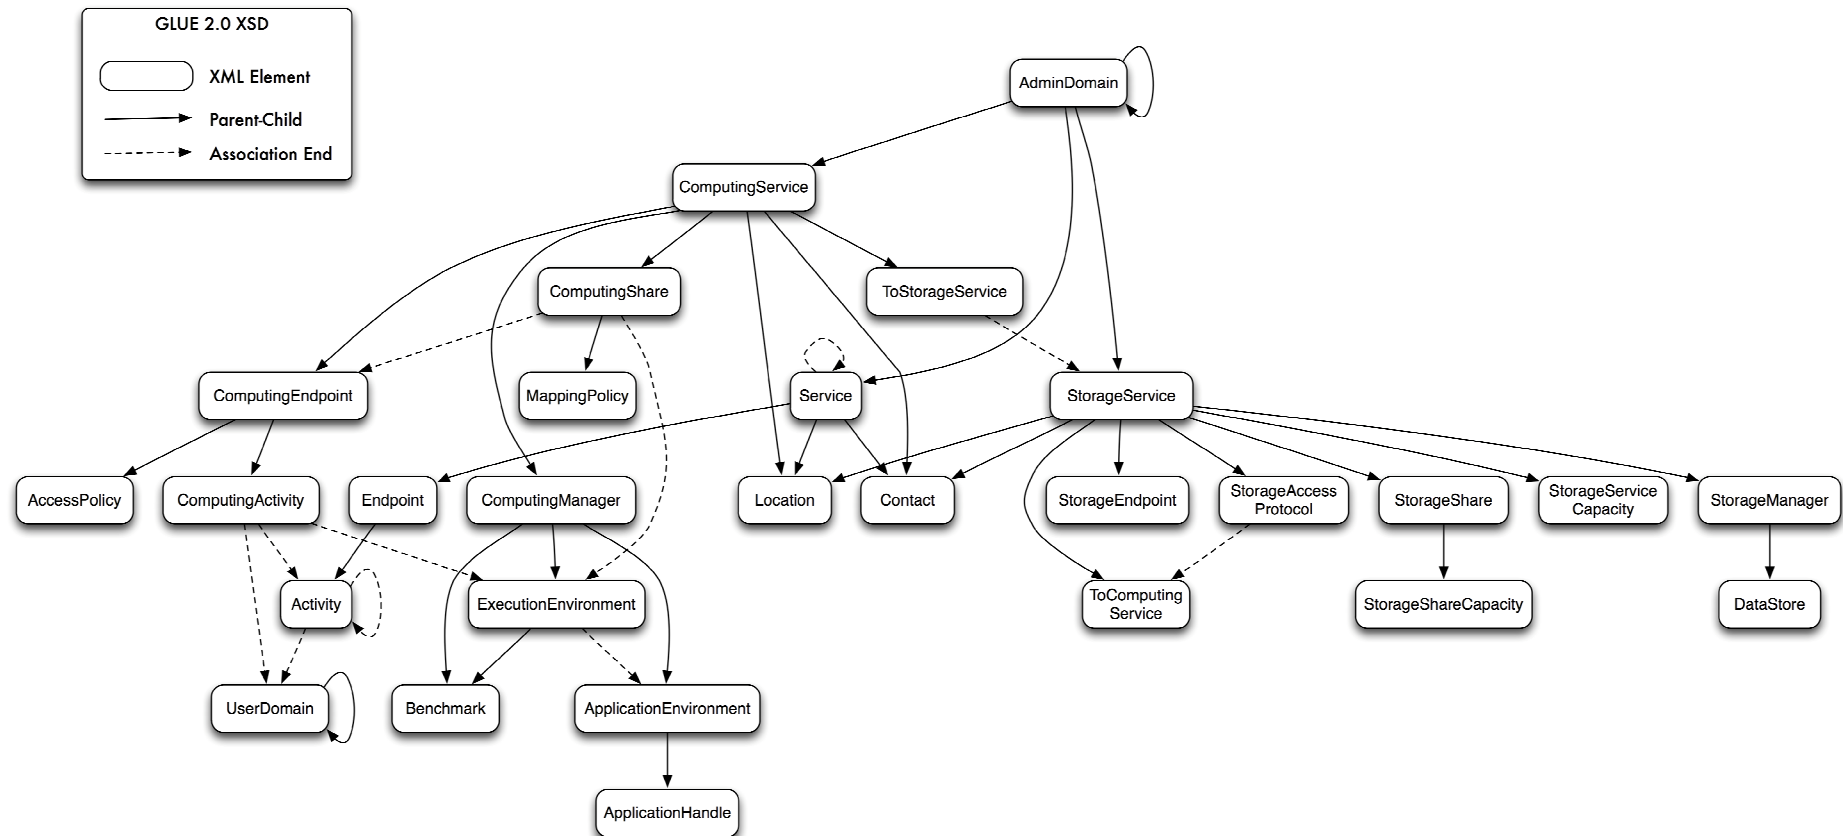 GLUE 2.0 XSD
XML Element
Parent-Child
Association End
AdminDomain
ComputingService
ComputingShare
ToStorageService
ComputingEndpoint
MappingPolicy
Service
StorageService
AccessPolicy
ComputingActivity
Endpoint
ComputingManager
Location
Contact
StorageEndpoint
StorageAccess
Protocol
StorageShare
StorageService
Capacity
StorageManager
Activity
ExecutionEnvironment
ToComputing
Service
StorageShareCapacity
DataStore
UserDomain
Benchmark
ApplicationEnvironment
ApplicationHandle